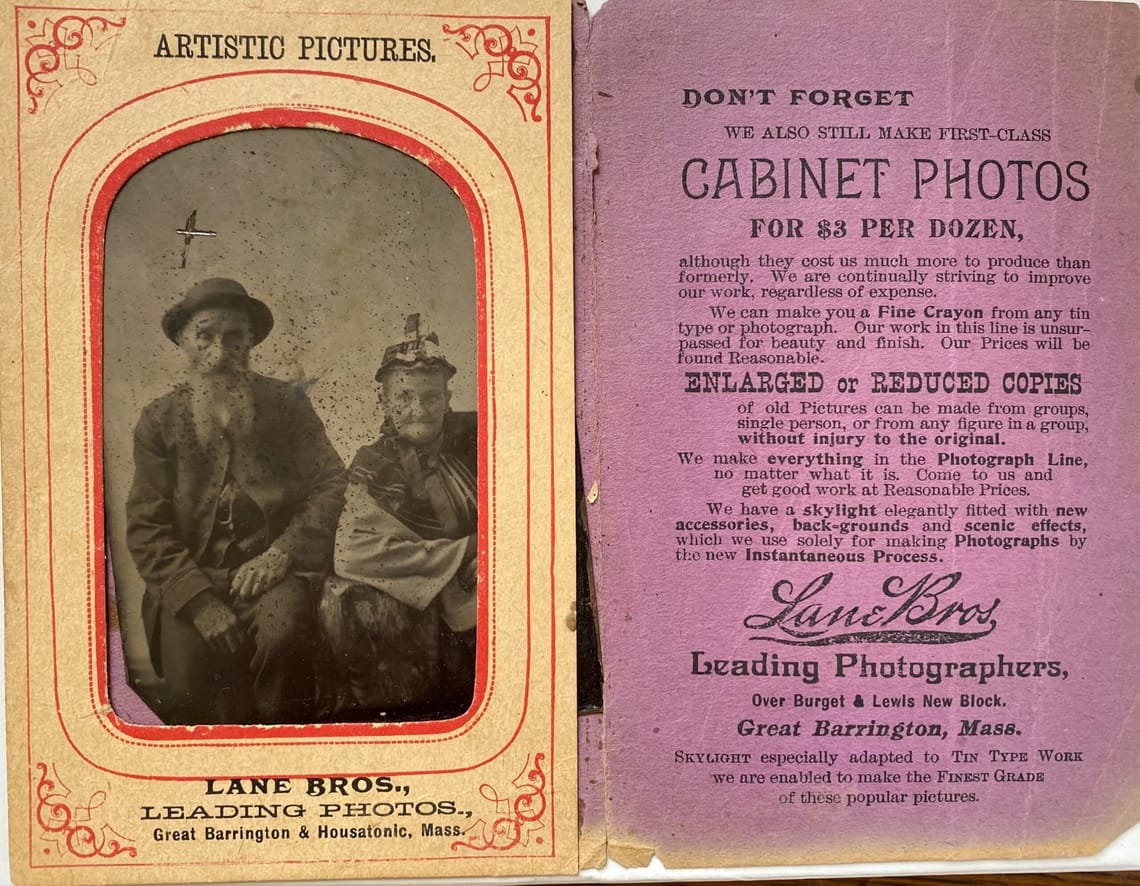 ARTISTIC PICTURES.
LANE BROS.,
LEADING PHOTOS.,
Great Barrington & Housatonic, Mass.
DON'T FORGET
WE ALSO STILL MAKE FIRST-CLASS
CABINET PHOTOS
FOR $3 PER DOZEN,
although they cost us much more to produce than
formerly. We are continually striving to improve
our work, regardless of expense.
We can make you a Fine Crayon from any tin
type or photograph. Our work in this line is unsur-
passed for beauty and finish. Our Prices will be
found Reasonable.
ENLARGED or REDUCED COPIES
of old Pictures can be made from groups,
single person, or from any figure in a group,
without injury to the original.
We make everything in the Photograph Line,
no matter what it is. Come to us and
get good work at Reasonable Prices.
We have a skylight elegantly fitted with new
accessories, back-grounds and scenic effects,
which we use solely for making Photographs by
the new Instantaneous Process.
Lane Bros,
Leading Photographers,
Over Burget & Lewis New Block.
Great Barrington, Mass.
SKYLIGHT especially adapted to TIN TYPE WORK
we are enabled to make the FINEST GRADE
of these popular pictures.